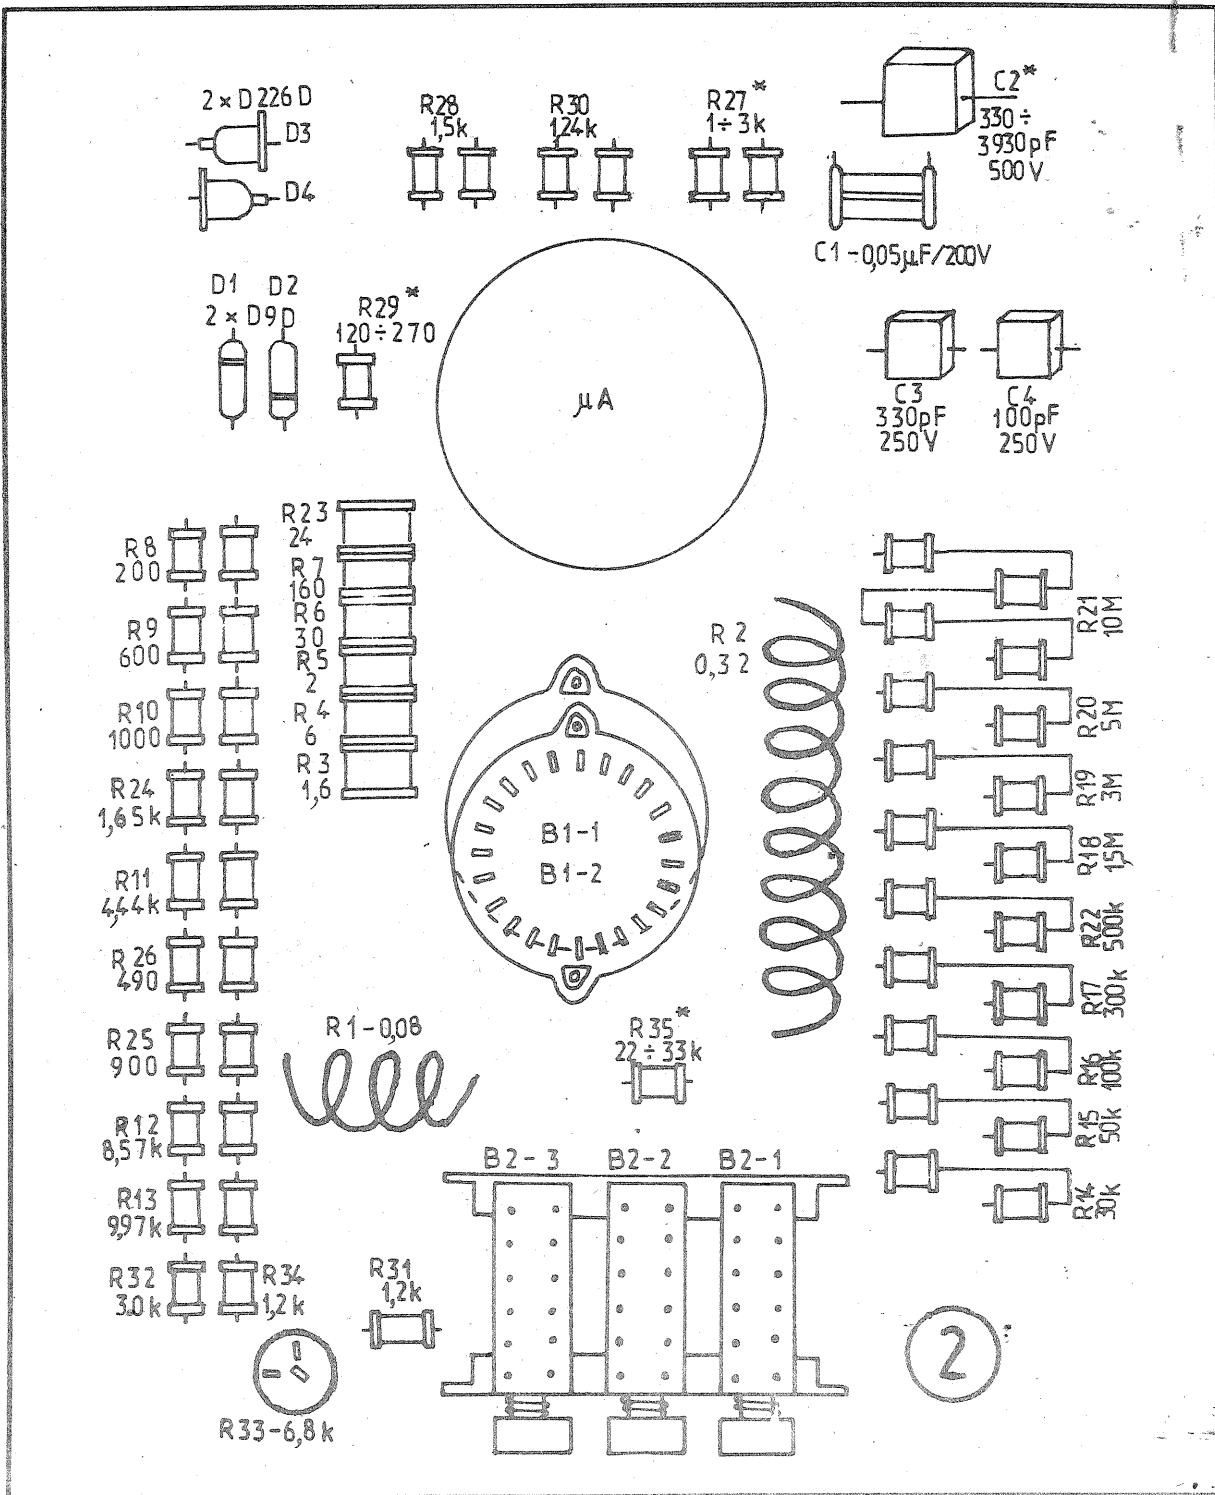 2 × D 226 D
D3
D4
R28
1,5k
R30
1,24k
R27*
1÷3k
C2*
330÷
3930pF
500V
C1-0,05µF/200V
D1 D2
2 × D9D
R29*
120÷270
µA
C3
330pF
250V
C4
100pF
250V
R23
24
R7
160
R6
30
R5
2
R4
6
R3
1,6
R8
200
R9
600
R10
1000
R24
1,65k
R11
4,44k
R26
490
R25
900
R12
8,57k
R13
9,97k
R32
3,0k
R34
1,2k
R33-6,8k
R31
1,2k
R1-0,08
R2
0,32
B1-1
B1-2
R35*
22÷33k
B2-3 B2-2 B2-1
R21
10M
R20
5M
R19
3M
R18
1,5M
R22
500k
R17
300k
R16
100k
R15
50k
R14
30k
2